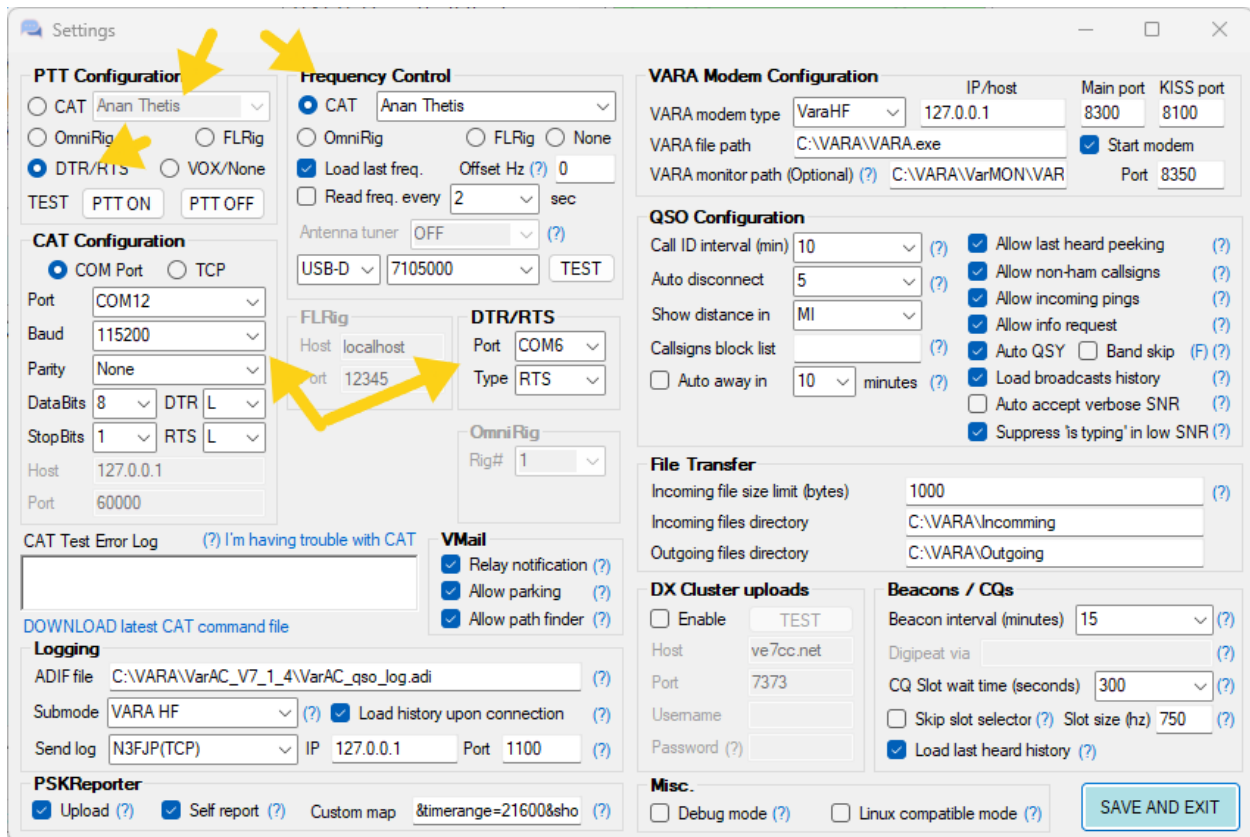 Settings
PTT Configuration
CAT Anan Thetis
OmniRig FLRig
DTR/RTS VOX/None
TEST PTT ON PTT OFF
Frequency Control
CAT Anan Thetis
OmniRig FLRig None
Load last freq. Offset Hz (?) 0
Read freq. every 2 sec
Antenna tuner OFF (?)
USB-D 7105000 TEST
CAT Configuration
COM Port TCP
Port COM12
Baud 115200
Parity None
DataBits 8 DTR L
StopBits 1 RTS L
Host 127.0.0.1
Port 60000
FLRig
Host localhost
Port 12345
DTR/RTS
Port COM6
Type RTS
OmniRig
Rig# 1
CAT Test Error Log (?) I'm having trouble with CAT
DOWNLOAD latest CAT command file
VMail
Relay notification (?)
Allow parking (?)
Allow path finder (?)
Logging
ADIF file C:\VARA\VarAC_V7_1_4\VarAC_qso_log.adi (?)
Submode VARA HF (?) Load history upon connection (?)
Send log N3FJP(TCP) IP 127.0.0.1 Port 1100 (?)
PSKReporter
Upload (?) Self report (?) Custom map &timerange=21600&sho (?)
VARA Modem Configuration
IP/host Main port KISS port
VARA modem type VaraHF 127.0.0.1 8300 8100
VARA file path C:\VARA\VARA.exe Start modem
VARA monitor path (Optional) (?) C:\VARA\VarMON\VAR Port 8350
QSO Configuration
Call ID interval (min) 10 (?)
Auto disconnect 5 (?)
Show distance in MI
Callsigns block list (?)
Auto away in 10 minutes (?)
Allow last heard peeking (?)
Allow non-ham callsigns (?)
Allow incoming pings (?)
Allow info request (?)
Auto QSY Band skip (F) (?)
Load broadcasts history (?)
Auto accept verbose SNR (?)
Suppress 'is typing' in low SNR (?)
File Transfer
Incoming file size limit (bytes) 1000 (?)
Incoming files directory C:\VARA\Incomming
Outgoing files directory C:\VARA\Outgoing
DX Cluster uploads
Enable TEST
Host ve7cc.net
Port 7373
Username
Password (?)
Beacons / CQs
Beacon interval (minutes) 15 (?)
Digipeat via (?)
CQ Slot wait time (seconds) 300 (?)
Skip slot selector (?) Slot size (hz) 750 (?)
Load last heard history (?)
Misc.
Debug mode (?) Linux compatible mode (?)
SAVE AND EXIT